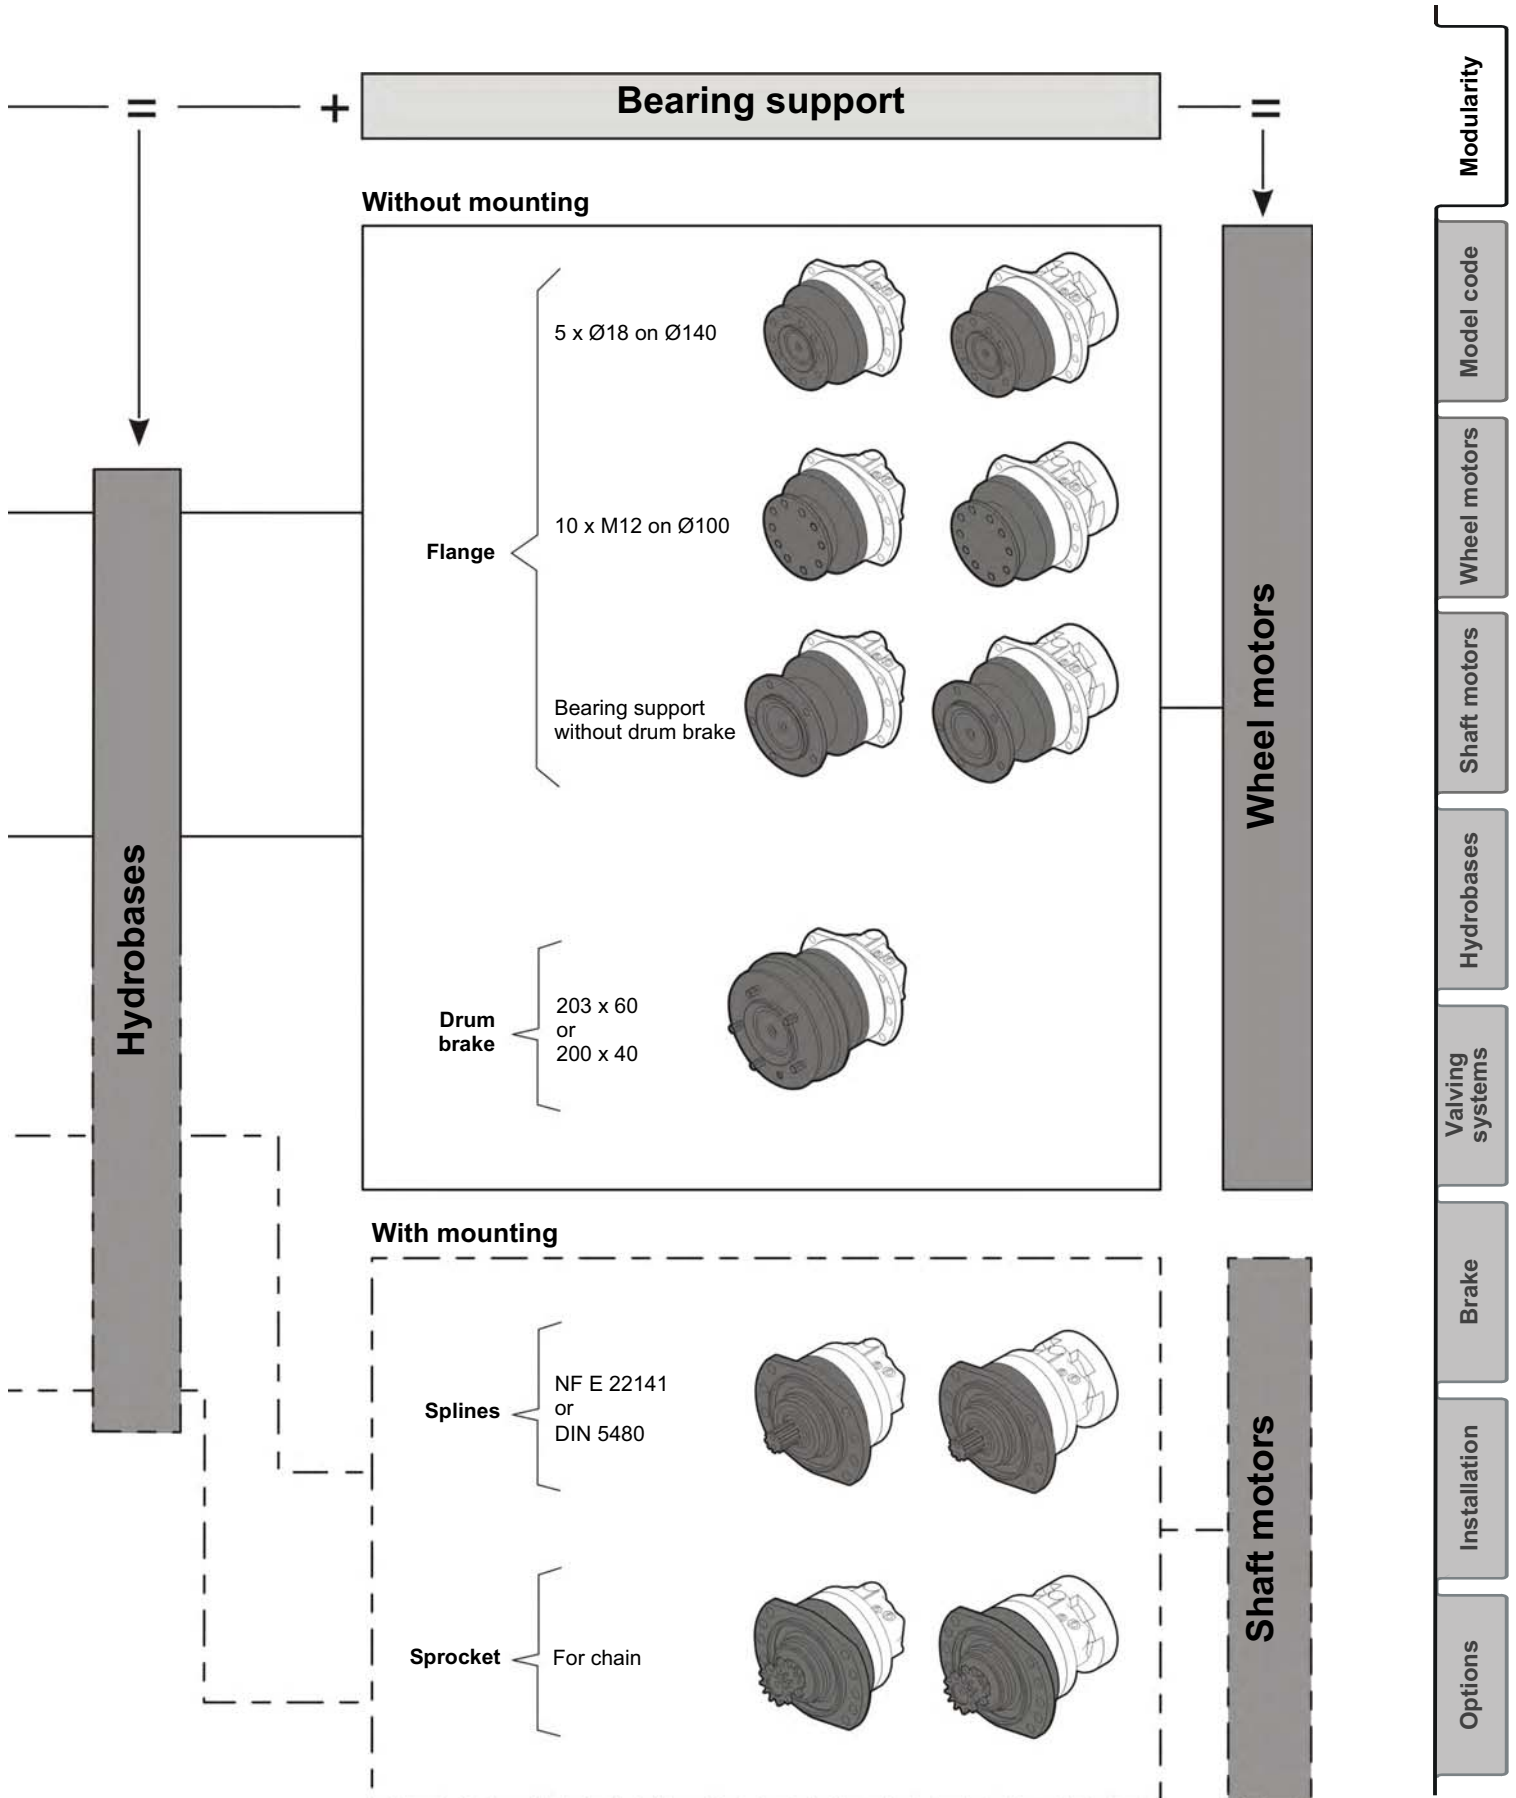 = + Bearing support =
Without mounting
5 x Ø18 on Ø140
10 x M12 on Ø100
Flange
Bearing support
without drum brake
Drum
brake
203 x 60
or
200 x 40
Hydrobases
Wheel motors
With mounting
Splines
NF E 22141
or
DIN 5480
Sprocket
For chain
Shaft motors
Modularity
Model code
Wheel motors
Shaft motors
Hydrobases
Valving
systems
Brake
Installation
Options